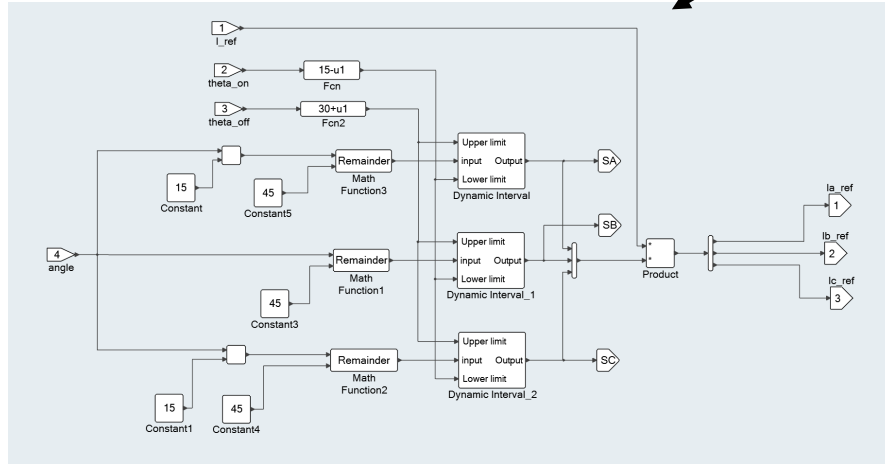 1
I_ref
2
theta_on
15-u1
Fcn
3
theta_off
30+u1
Fcn2
Upper limit
input Output
Lower limit
Dynamic Interval
SA
15
Constant
45
Constant5
Remainder
Math
Function3
Ia_ref
1
SB
4
angle
Remainder
Math
Function1
45
Constant3
Upper limit
input Output
Lower limit
Dynamic Interval_1
*
*
Product
Ib_ref
2
Ic_ref
3
Upper limit
input Output
Lower limit
Dynamic Interval_2
SC
Remainder
Math
Function2
15
Constant1
45
Constant4